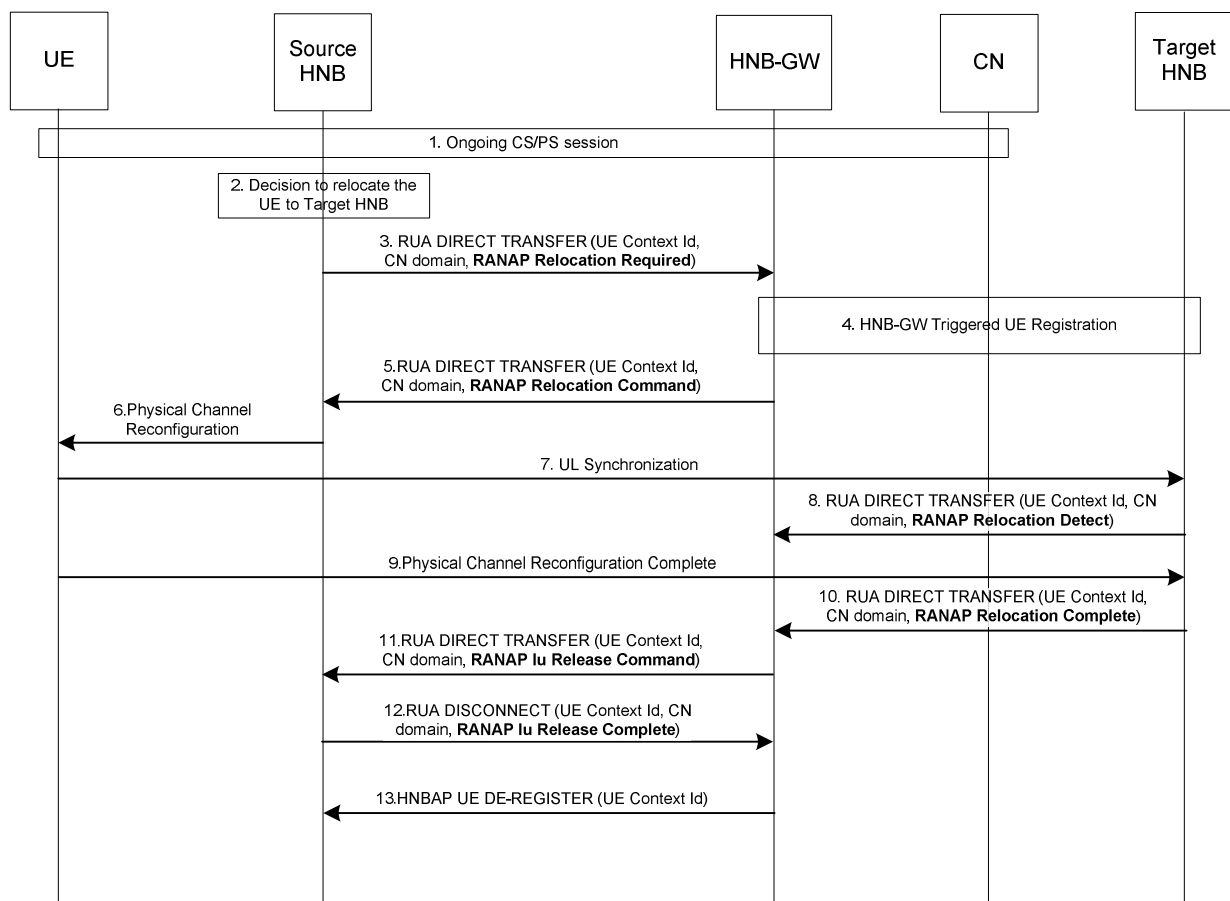 UE
Source
HNB
HNB-GW
CN
Target
HNB
1. Ongoing CS/PS session
2. Decision to relocate the
UE to Target HNB
3. RUA DIRECT TRANSFER (UE Context Id,
CN domain, RANAP Relocation Required)
4. HNB-GW Triggered UE Registration
5.RUA DIRECT TRANSFER (UE Context Id,
CN domain, RANAP Relocation Command)
6.Physical Channel
Reconfiguration
7. UL Synchronization
8. RUA DIRECT TRANSFER (UE Context Id, CN
domain, RANAP Relocation Detect)
9.Physical Channel Reconfiguration Complete
10. RUA DIRECT TRANSFER (UE Context Id,
CN domain, RANAP Relocation Complete)
11.RUA DIRECT TRANSFER (UE Context Id,
CN domain, RANAP Iu Release Command)
12.RUA DISCONNECT (UE Context Id, CN
domain, RANAP Iu Release Complete)
13.HNBAP UE DE-REGISTER (UE Context Id)